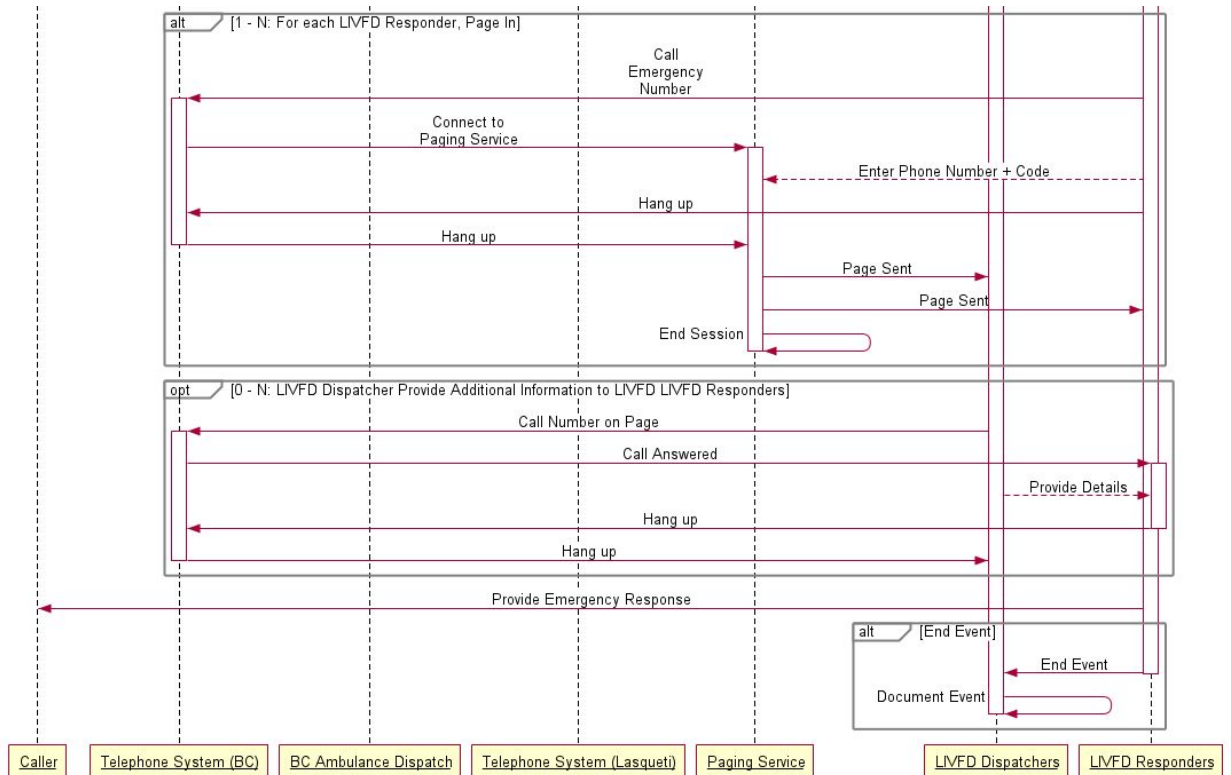 alt [1 - N: For each LIVFD Responder, Page In]
Call
Emergency
Number
Connect to
Paging Service
Enter Phone Number + Code
Hang up
Hang up
Page Sent
Page Sent
End Session
opt [0 - N: LIVFD Dispatcher Provide Additional Information to LIVFD LIVFD Responders]
Call Number on Page
Call Answered
Provide Details
Hang up
Hang up
Provide Emergency Response
alt [End Event]
End Event
Document Event
Caller Telephone System (BC) BC Ambulance Dispatch Telephone System (Lasqueti) Paging Service LIVFD Dispatchers LIVFD Responders